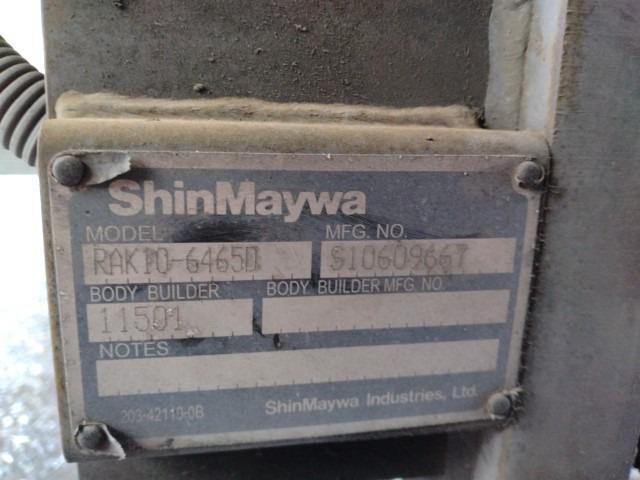 ShinMaywa
MODEL MFG. NO.
RAK10-6465D S10609667
BODY BUILDER BODY BUILDER MFG. NO.
11501
NOTES
203-42110-0B ShinMaywa Industries, Ltd.